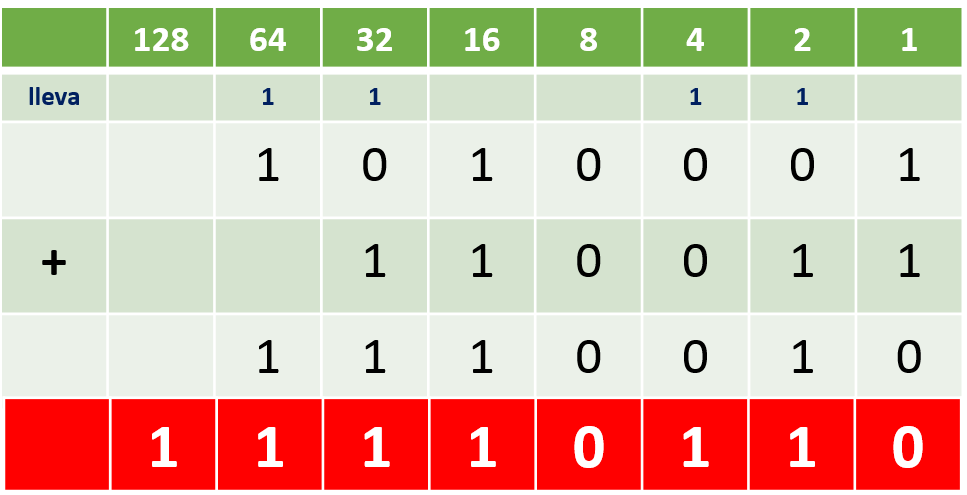 128 64 32 16 8 4 2 1
lleva 1 1 1 1
1 0 1 0 0 0 1
+ 1 1 0 0 1 1
1 1 1 0 0 1 0
1 1 1 1 0 1 1 0